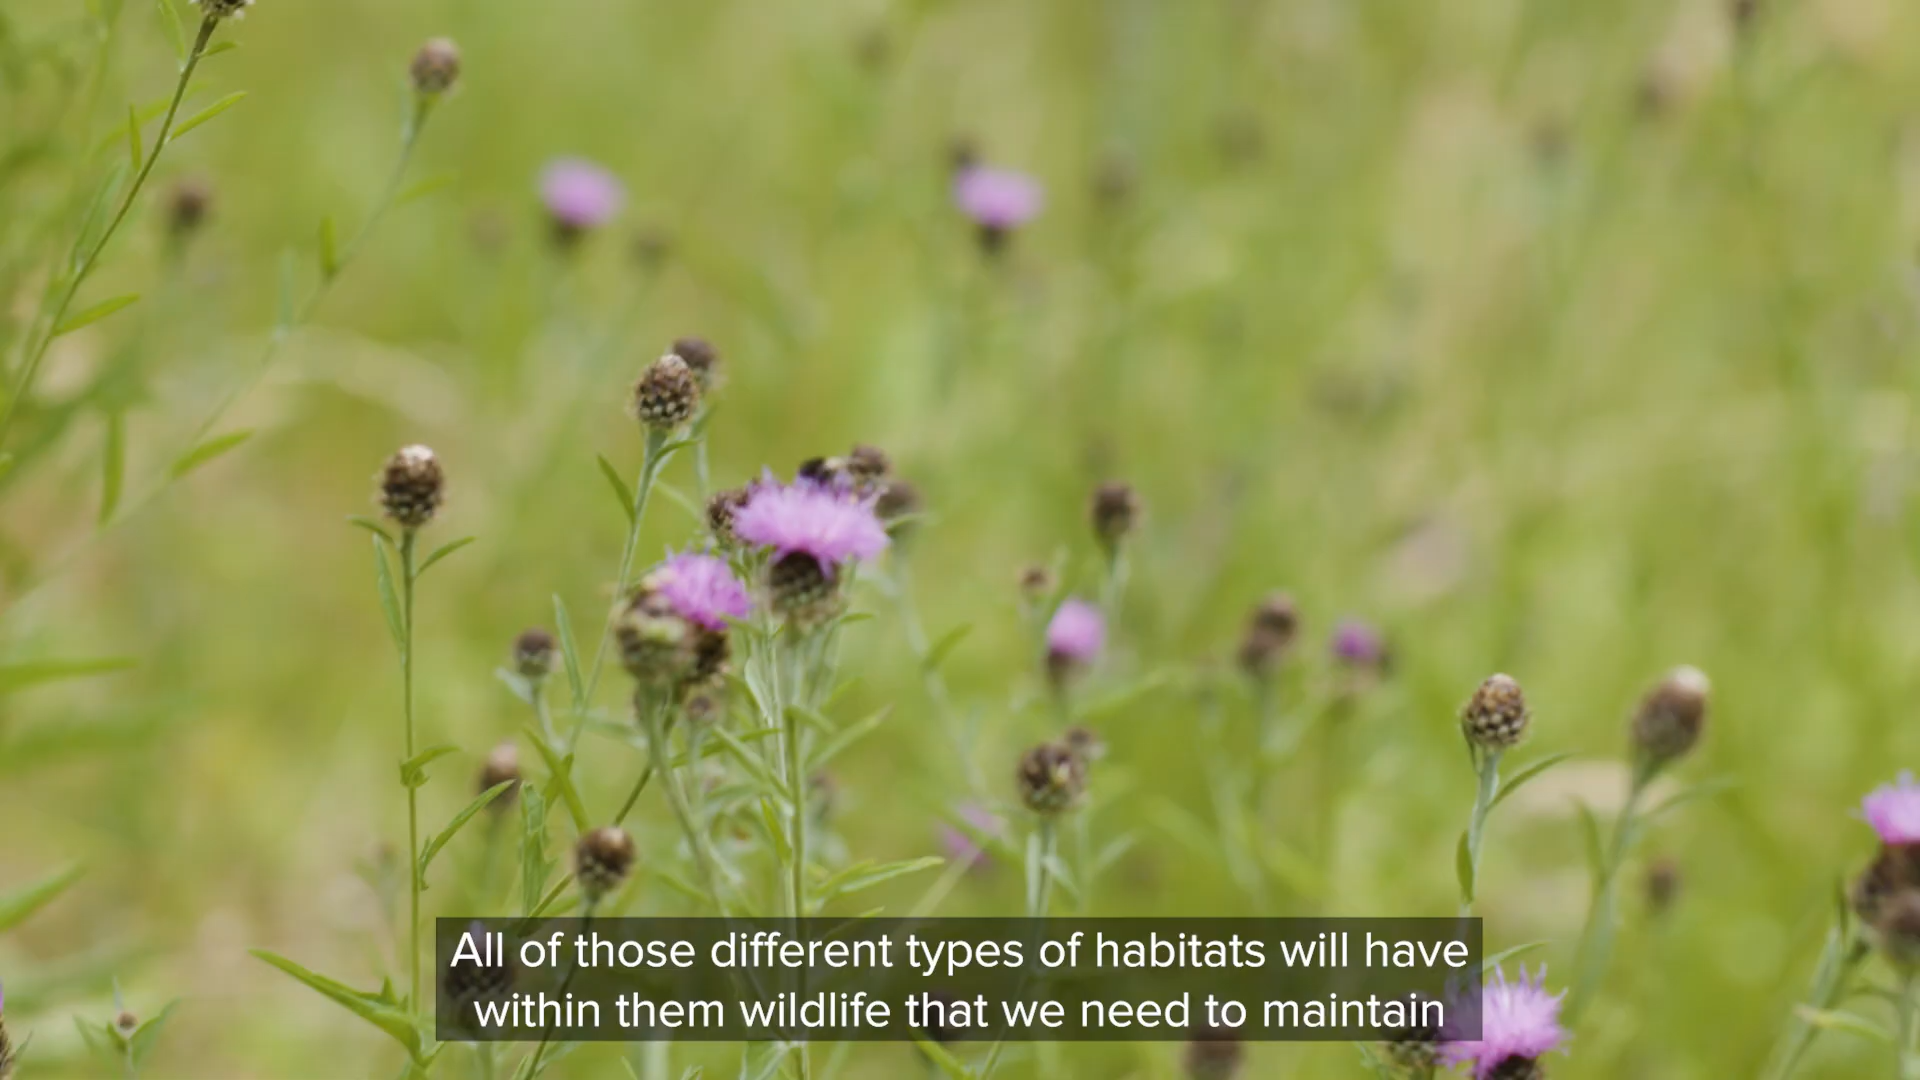 All of those different types of habitats will have
within them wildlife that we need to maintain